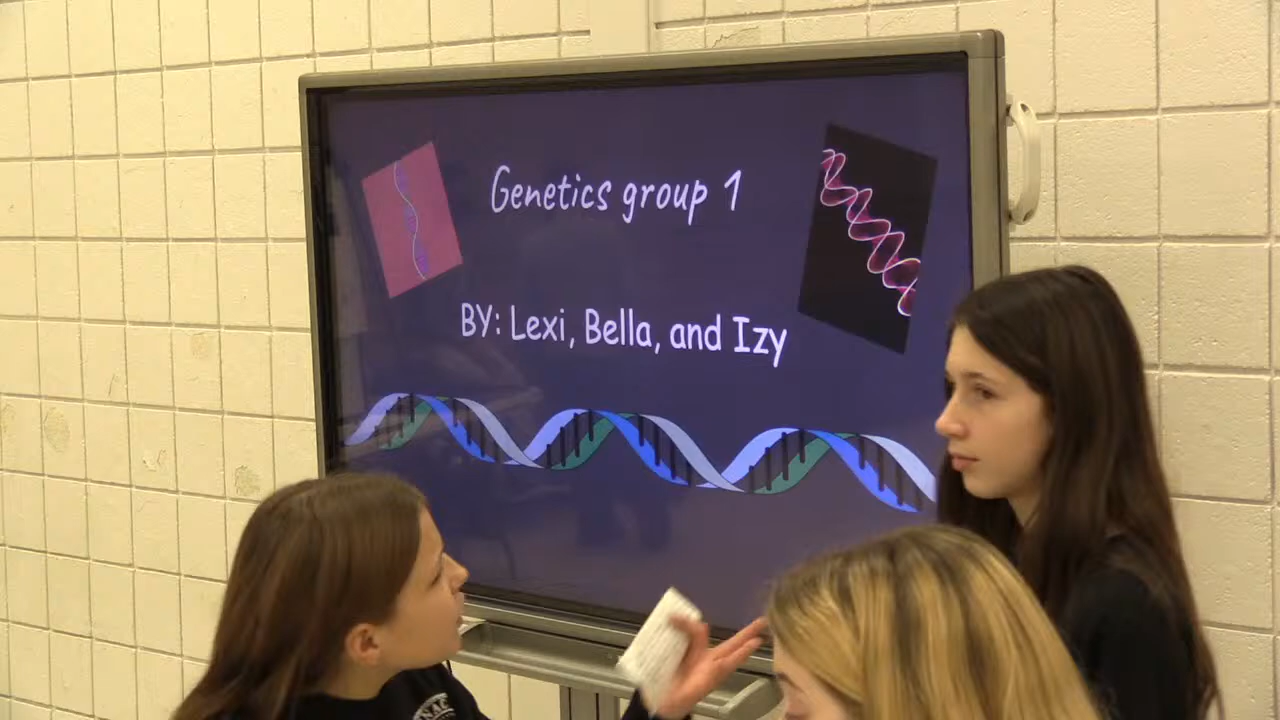 Genetics group 1
BY: Lexi, Bella, and Izy